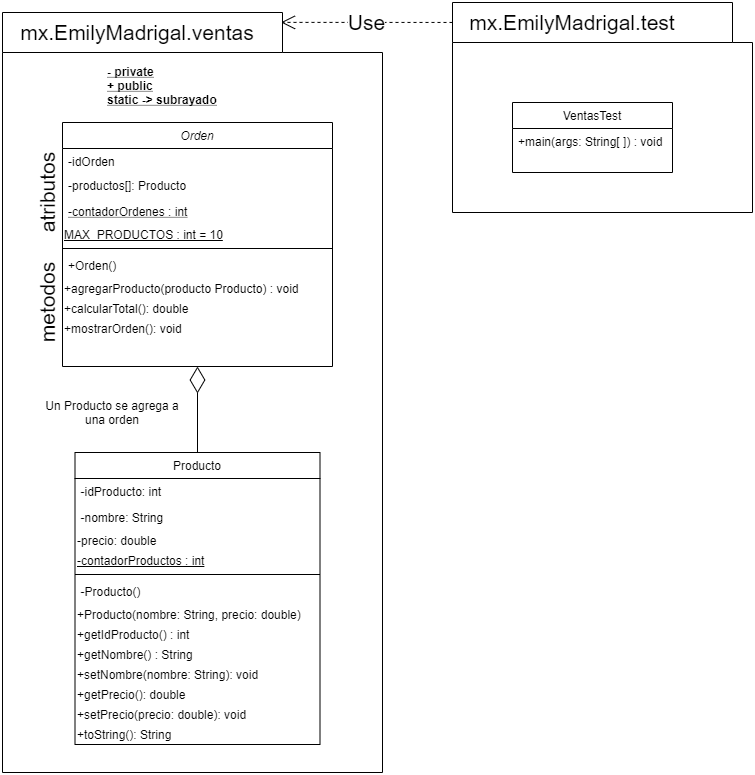 mx.EmilyMadrigal.ventas
Use
mx.EmilyMadrigal.test
- private
+ public
static -> subrayado
VentasTest
+main(args: String[ ]) : void
Orden
atributos
-idOrden
-productos[]: Producto
-contadorOrdenes : int
MAX_PRODUCTOS : int = 10
metodos
+Orden()
+agregarProducto(producto Producto) : void
+calcularTotal(): double
+mostrarOrden(): void
Un Producto se agrega a
una orden
Producto
-idProducto: int
-nombre: String
-precio: double
-contadorProductos : int
-Producto()
+Producto(nombre: String, precio: double)
+getIdProducto() : int
+getNombre() : String
+setNombre(nombre: String): void
+getPrecio(): double
+setPrecio(precio: double): void
+toString(): String